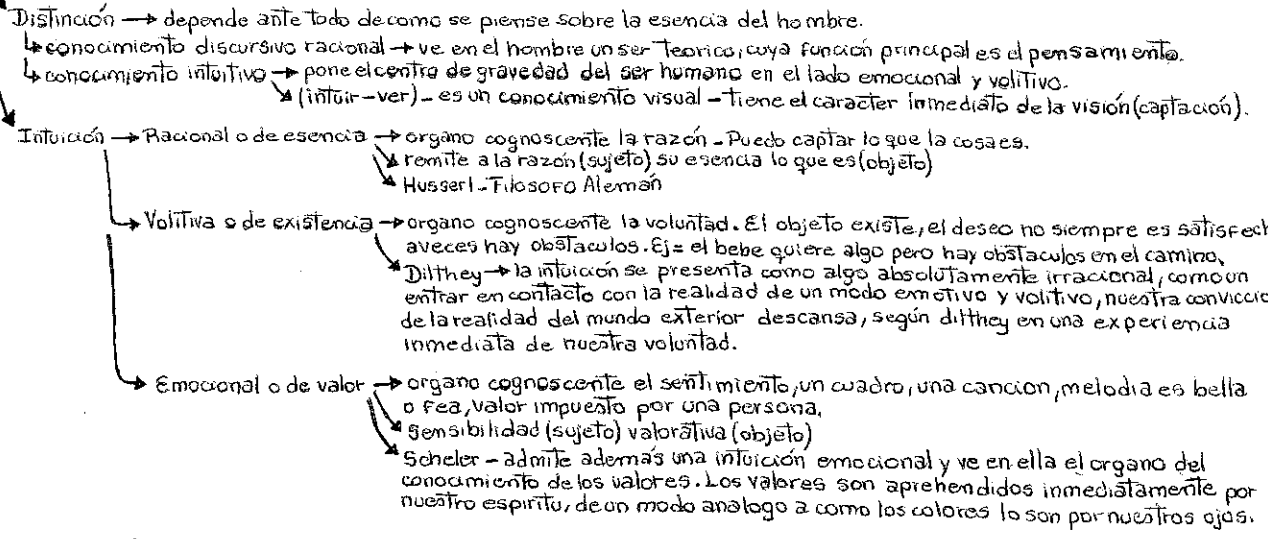 Distinción → depende ante todo de como se piense sobre la esencia del hombre.
↳ conocimiento discursivo racional → ve en el hombre un ser teorico, cuya función principal es el pensamiento.
↳ conocimiento intuitivo → pone el centro de gravedad del ser humano en el lado emocional y volitivo.
↘ (intuir-ver) - es un conocimiento visual - tiene el caracter inmediato de la visión (captación).
Intuición → Racional o de esencia → organo cognoscente la razón - Puedo captar lo que la cosa es.
↘ remite a la razón (sujeto) su esencia lo que es (objeto)
↘ Husserl - Filosofo Alemán
→ Volitiva o de existencia → organo cognoscente la voluntad. El objeto existe, el deseo no siempre es satisfech
aveces hay obstaculos. Ej= el bebe quiere algo pero hay obstaculos en el camino.
↘ Dilthey → la intuición se presenta como algo absolutamente irracional, como un
entrar en contacto con la realidad de un modo emotivo y volitivo, nuestra convicció
de la realidad del mundo exterior descansa, según dilthey en una experiencia
inmediata de nuestra voluntad.
→ Emocional o de valor → organo cognoscente el sentimiento, un cuadro, una cancion, melodia es bella
o fea, valor impuesto por una persona.
↘ sensibilidad (sujeto) valorativa (objeto)
↘ Scheler - admite además una intuición emocional y ve en ella el organo del
conocimiento de los valores. Los valores son aprehendidos inmediatamente por
nuestro espiritu, de un modo analogo a como los colores lo son por nuestros ojos.